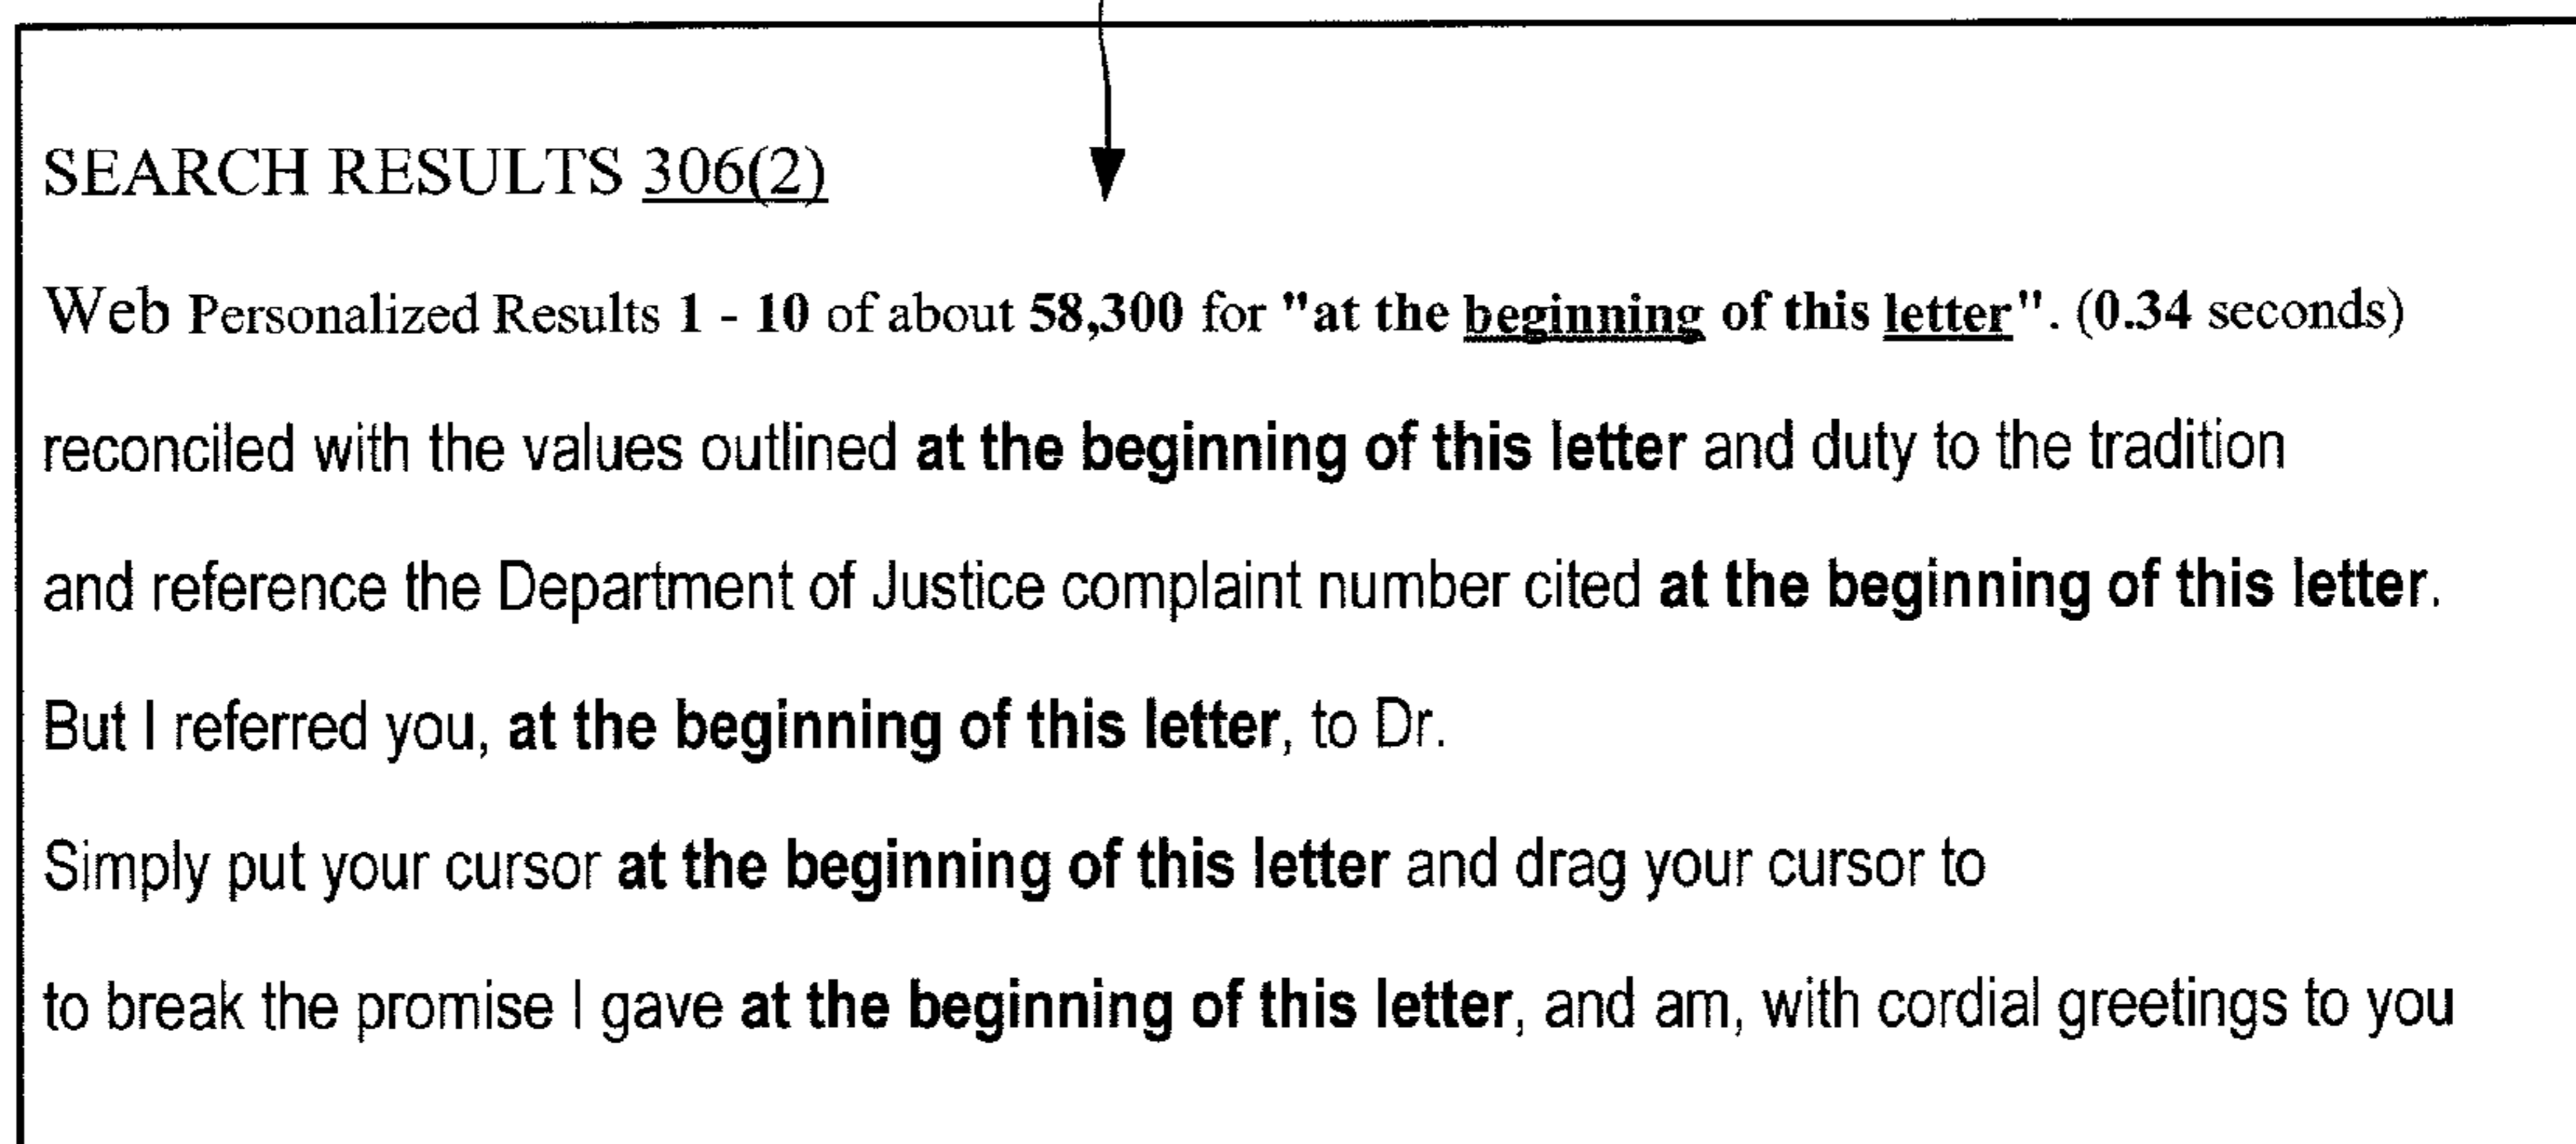 SEARCH RESULTS 306(2)
Web Personalized Results 1 - 10 of about 58,300 for "at the beginning of this letter". (0.34 seconds)
reconciled with the values outlined at the beginning of this letter and duty to the tradition
and reference the Department of Justice complaint number cited at the beginning of this letter.
But I referred you, at the beginning of this letter, to Dr.
Simply put your cursor at the beginning of this letter and drag your cursor to
to break the promise I gave at the beginning of this letter, and am, with cordial greetings to you